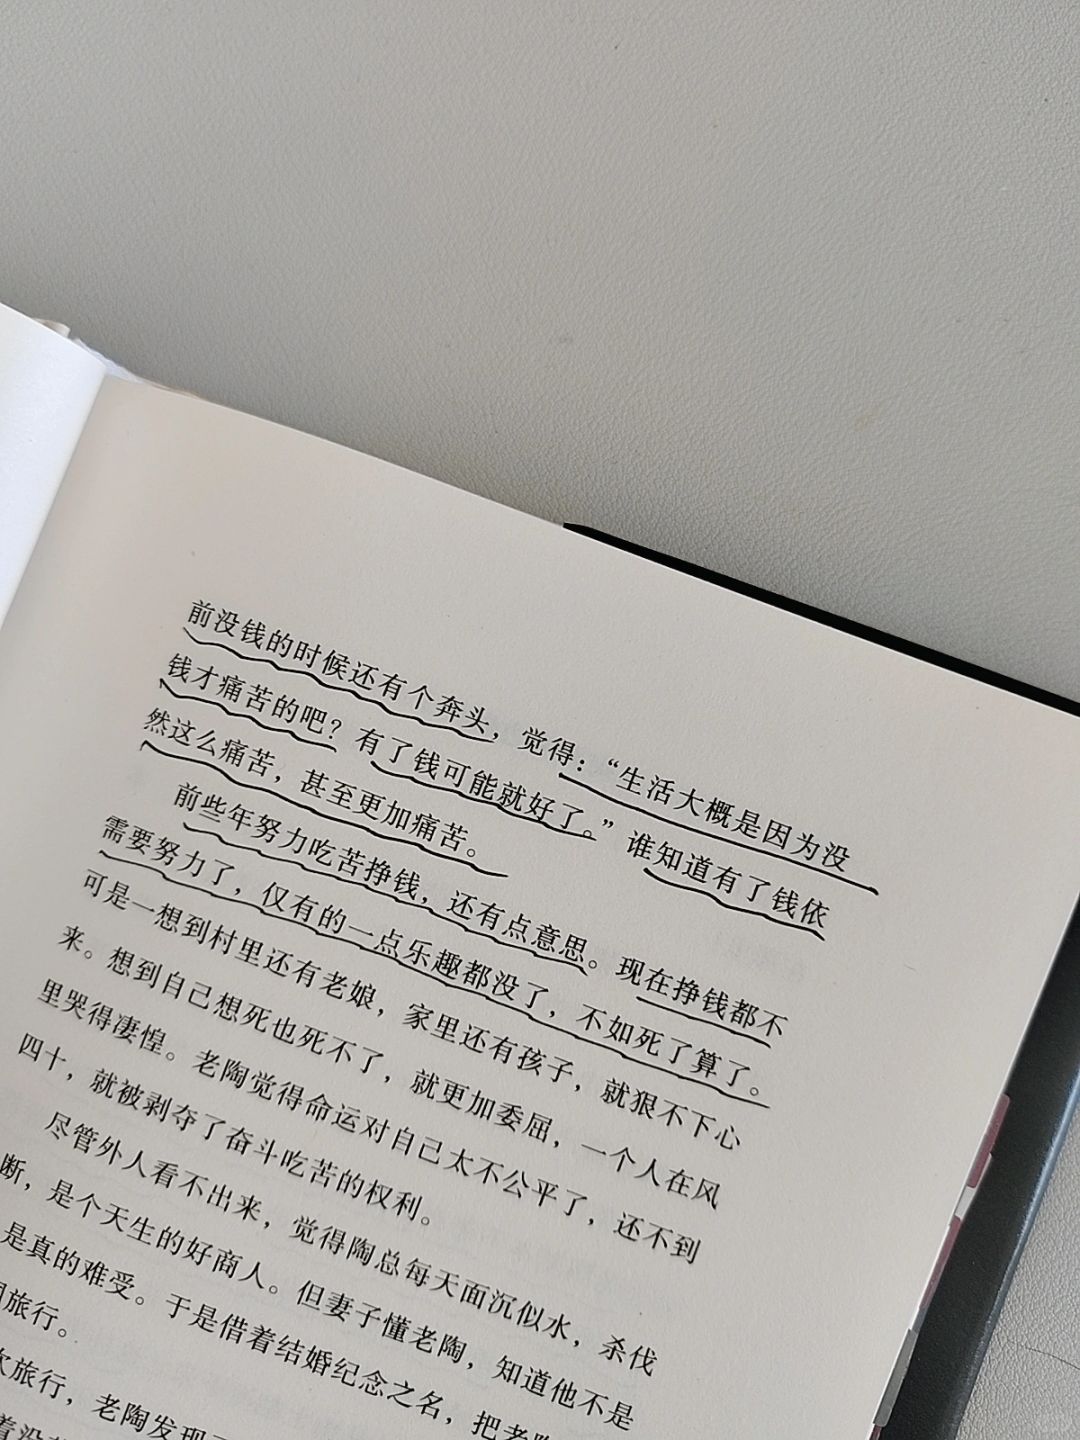 前没钱的时候还有个奔头，觉得：“生活大概是因为没
钱才痛苦的吧？有了钱可能就好了。”谁知道有了钱依
然这么痛苦，甚至更加痛苦。
前些年努力吃苦挣钱，还有点意思。现在挣钱都不
需要努力了，仅有的一点乐趣都没了，不如死了算了。
可是一想到村里还有老娘，家里还有孩子，就狠不下心
来。想到自己想死也死不了，就更加委屈，一个人在风
里哭得凄惶。老陶觉得命运对自己太不公平了，还不到
四十，就被剥夺了奋斗吃苦的权利。
尽管外人看不出来，觉得陶总每天面沉似水，杀伐
断，是个天生的好商人。但妻子懂老陶，知道他不是
是真的难受。于是借着结婚纪念之名，把老陶
旅行。
次旅行，老陶发现
着没